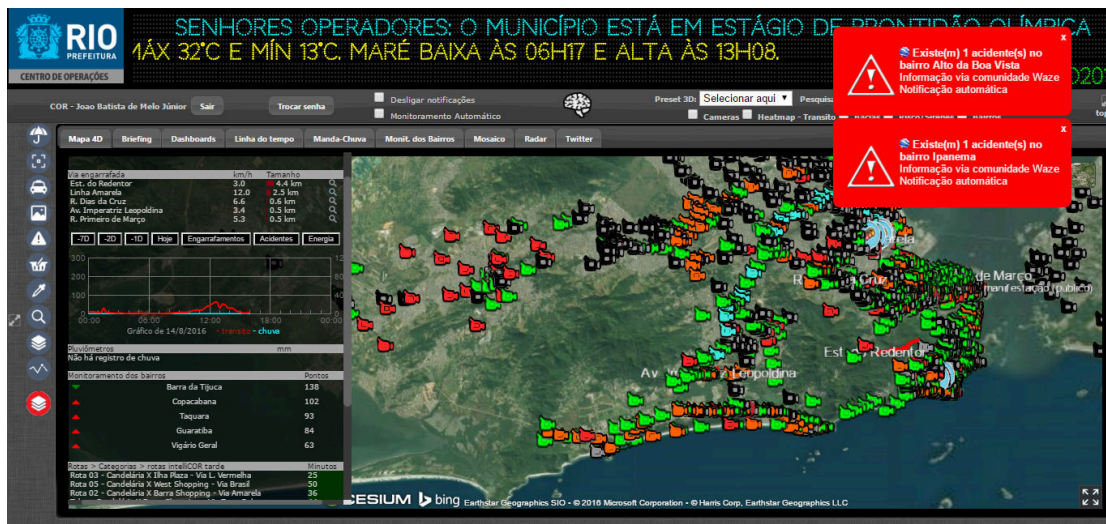 SENHORES OPERADORES: O MUNICÍPIO ESTÁ EM ESTÁGIO DE PRONTIDÃO OLÍMPICA
MÁX 32°C E MÍN 13°C. MARÉ BAIXA ÀS 06H17 E ALTA ÀS 13H08.
RIO
PREFEITURA
CENTRO DE OPERAÇÕES
x
Existe(m) 1 acidente(s) no
bairro Alto da Boa Vista
Informação via comunidade Waze
Notificação automática
x
Existe(m) 1 acidente(s) no
bairro Ipanema
Informação via comunidade Waze
Notificação automática
COR - Joao Batista de Melo Júnior Sair Trocar senha
Desligar notificações
Monitoramento Automático
Preset 3D: Selecionar aqui Pesquisa
Cameras Heatmap - Transito
top
Mapa 4D Briefing Dashboards Linha do tempo Manda-Chuva Monit. dos Bairros Mosaico Radar Twitter
Via engarrafada km/h Tamanho
Est. do Redentor 3.0 4.4 km
Linha Amarela 12.0 2.5 km
R. Dias da Cruz 6.6 0.6 km
Av. Imperatriz Leopoldina 3.4 0.5 km
R. Primeiro de Março 5.3 0.5 km
-7D -2D -1D Hoje Engarrafamentos Acidentes Energia
300
200
100
0
00:00 06:00 12:00 18:00 00:00
Gráfico de 14/8/2016 - transito - chuva
Pluviômetros mm
Não há registro de chuva
Monitoramento dos bairros Pontos
Barra da Tijuca 138
Copacabana 102
Taquara 93
Guaratiba 84
Vigário Geral 63
Rotas > Categorias > rotas intelliCOR tarde Minutos
Rota 03 - Candelária X Ilha Plaza - Via L. Vermelha 25
Rota 05 - Candelária X West Shopping - Via Brasil 50
Rota 02 - Candelária X Barra Shopping - Via Amarela 36
de Março
manifestação (público)
Est. do Redentor
Leopoldina
CESIUM bing Earthstar Geographics SIO - © 2016 Microsoft Corporation - © Harris Corp, Earthstar Geographics LLC